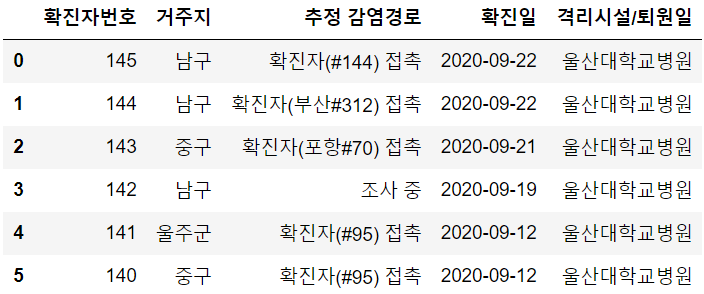 확진자번호 거주지 추정 감염경로 확진일 격리시설/퇴원일
0 145 남구 확진자(#144) 접촉 2020-09-22 울산대학교병원
1 144 남구 확진자(부산#312) 접촉 2020-09-22 울산대학교병원
2 143 중구 확진자(포항#70) 접촉 2020-09-21 울산대학교병원
3 142 남구 조사 중 2020-09-19 울산대학교병원
4 141 울주군 확진자(#95) 접촉 2020-09-12 울산대학교병원
5 140 중구 확진자(#95) 접촉 2020-09-12 울산대학교병원